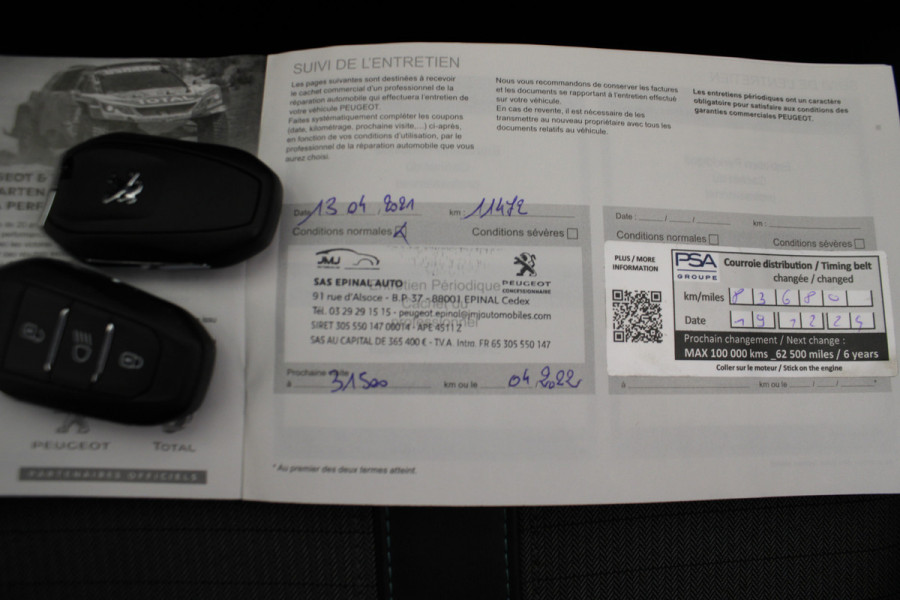 SUIVI DE L'ENTRETIEN
Les pages suivantes sont destinées à recevoir
le cachet commercial d'un professionnel de la
réparation automobile qui effectuera l'entretien de
votre véhicule PEUGEOT.
Faites systématiquement compléter les coupons
(date, kilométrage, prochaine visite,...) ci-après,
en fonction de vos conditions d'utilisation, par le
professionnel de la réparation automobile que vous
aurez choisi.
Nous vous recommandons de conserver les factures
et les documents se rapportant à l'entretien effectué
sur votre véhicule.
En cas de revente, il est nécessaire de les
transmettre au nouveau propriétaire avec tous les
documents relatifs au véhicule.
Les entretiens périodiques ont un caractère
obligatoire pour satisfaire aux conditions des
garanties commerciales PEUGEOT.
Date 13 04 2021 km : 11472
Conditions normales Conditions sévères
JMJ
PEUGEOT
CONCESSIONNAIRE
SAS EPINAL AUTO
91 rue d'Alsace - B.P. 37 - 88001 EPINAL Cedex
Tél. 03 29 29 15 15 - peugeot.epinal@jmjautomobiles.com
SIRET 305 550 147 00014 - APE 4511Z
SAS AU CAPITAL DE 365 400 € - T.V.A. Intra. FR 65 305 550 147
Prochaine visite
à 31500 km ou le 04 2022
* Au premier des deux termes atteint.
Date : / / km :
Conditions normales Conditions sévères
PLUS / MORE
INFORMATION
PSA
GROUPE
Courroie distribution / Timing belt
changée / changed
km/miles 83680
Date 19 12 24
Prochain changement / Next change :
MAX 100 000 kms _62 500 miles / 6 years
Coller sur le moteur / Stick on the engine
à km ou le / / *
TOTAL
PEUGEOT TOTAL
PARTENAIRES OFFICIELS